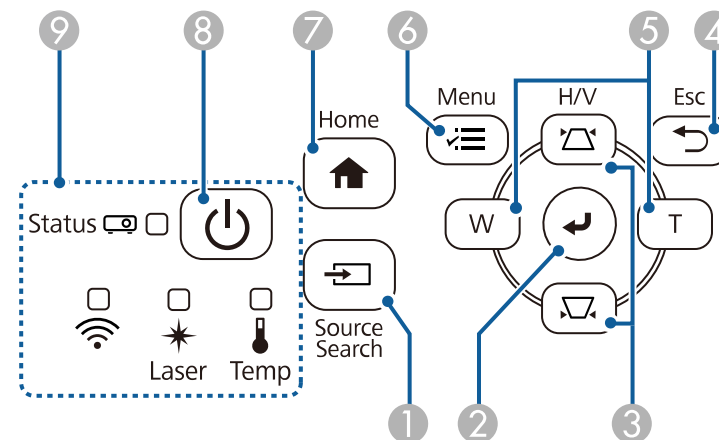 9 8 7 6 5 4
Menu H/V Esc
Home
Status
W T
Source
Search
Laser Temp
1 2 3